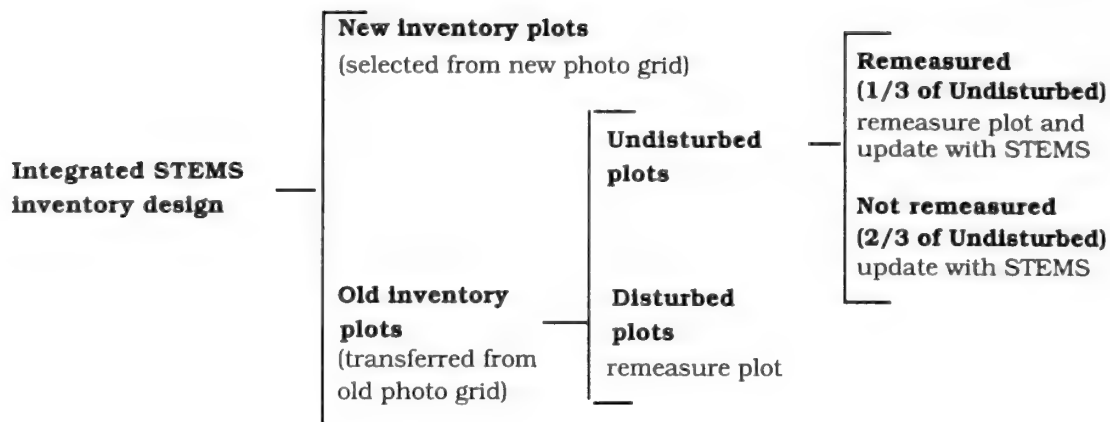 Integrated STEMS
inventory design
New inventory plots
(selected from new photo grid)
Old inventory
plots
(transferred from
old photo grid)
Undisturbed
plots
Disturbed
plots
remeasure plot
Remeasured
(1/3 of Undisturbed)
remeasure plot and
update with STEMS
Not remeasured
(2/3 of Undisturbed)
update with STEMS